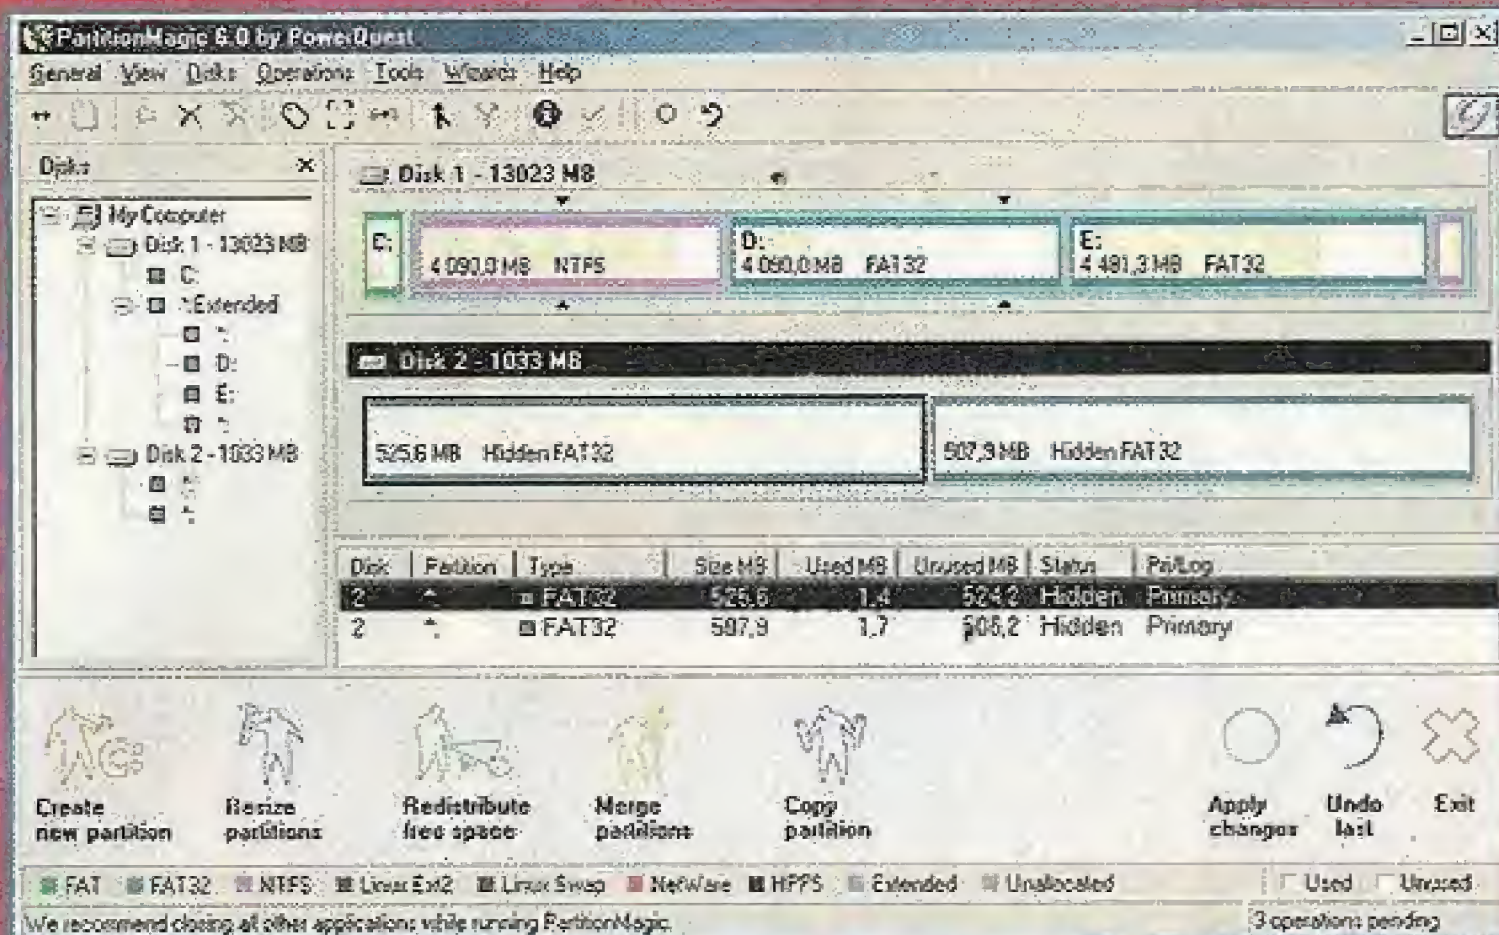 PartitionMagic 6.0 by PowerQuest
General View Disks Operations Tools Wizards Help
Disks
My Computer
Disk 1 - 13023 MB
C:
*:Extended
*:
D:
E:
*:
Disk 2 - 1033 MB
*:
*:
Disk 1 - 13023 MB
C:
4 090,0 MB NTFS
D:
4 090,0 MB FAT32
E:
4 491,3 MB FAT32
Disk 2 - 1033 MB
525,6 MB Hidden FAT32
507,9 MB Hidden FAT32
Disk Partition Type Size MB Used MB Unused MB Status Pri/Log
2 *: FAT32 525,6 1,4 524,2 Hidden Primary
2 *: FAT32 507,9 1,7 506,2 Hidden Primary
Create new partition
Resize partitions
Redistribute free space
Merge partitions
Copy partition
Apply changes
Undo last
Exit
FAT FAT32 NTFS Linux Ext2 Linux Swap NetWare HPFS Extended Unallocated Used Unused
We recommend closing all other applications while running PartitionMagic.
3 operations pending